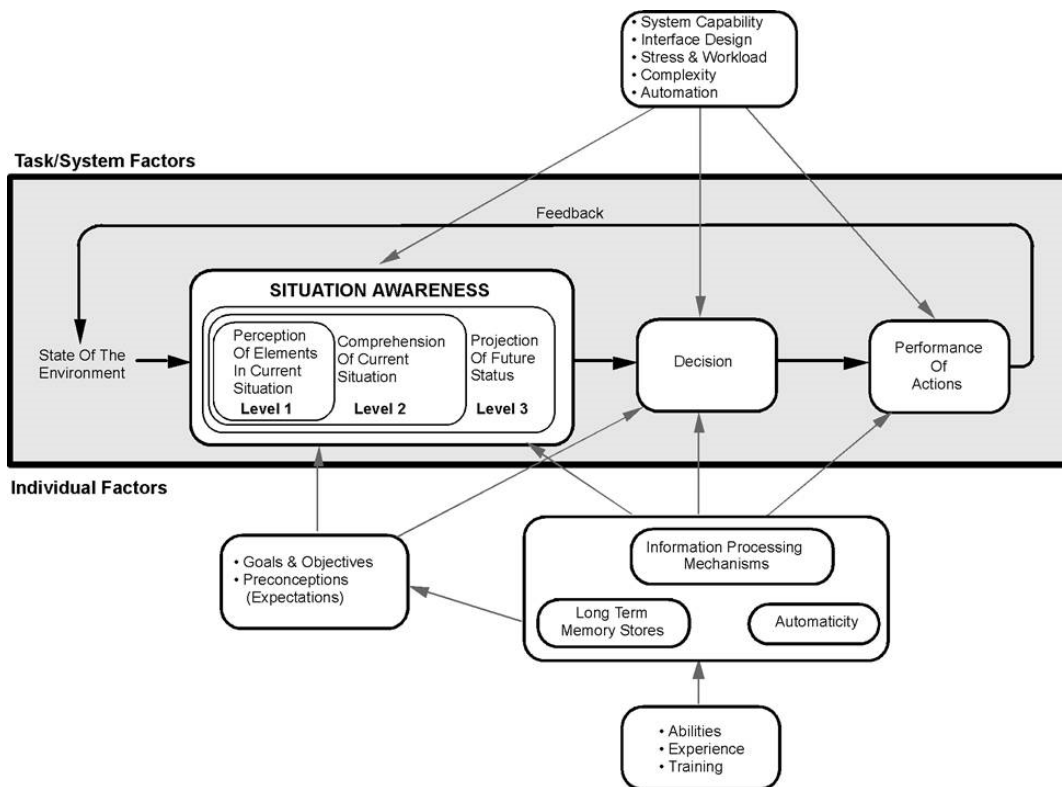 • System Capability
• Interface Design
• Stress & Workload
• Complexity
• Automation
Task/System Factors
Feedback
SITUATION AWARENESS
State Of The
Environment
Perception
Of Elements
In Current
Situation
Level 1
Comprehension
Of Current
Situation
Level 2
Projection
Of Future
Status
Level 3
Decision
Performance
Of
Actions
Individual Factors
• Goals & Objectives
• Preconceptions
(Expectations)
Information Processing
Mechanisms
Long Term
Memory Stores
Automaticity
• Abilities
• Experience
• Training